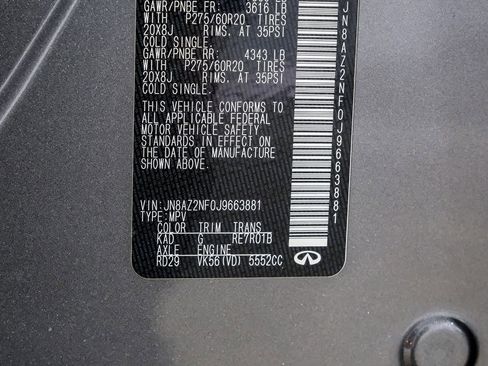 GAWR/PNBE FR: 3616 LB
WITH P275/60R20 TIRES
20X8J RIMS. AT 35PSI
COLD SINGLE.
GAWR/PNBE RR: 4343 LB
WITH P275/60R20 TIRES
20X8J RIMS. AT 35PSI
COLD SINGLE.
THIS VEHICLE CONFORMS TO
ALL APPLICABLE FEDERAL
MOTOR VEHICLE SAFETY
STANDARDS IN EFFECT ON
THE DATE OF MANUFACTURE
SHOWN ABOVE.
VIN: JN8AZ2NF0J9663881
TYPE: MPV
COLOR TRIM TRANS
KAD G RE7R01B
AXLE ENGINE
RD29 VK56(VD) 5552CC
JN8AZ2NF0J9663881